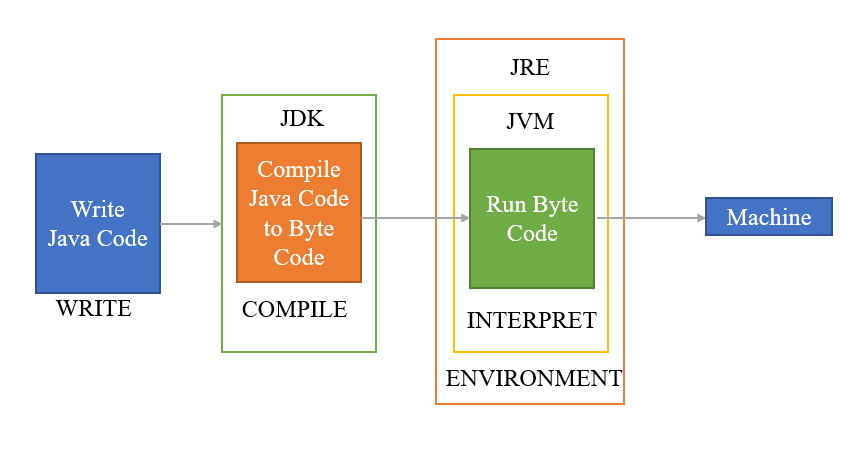 Write
Java Code
WRITE
JDK
Compile
Java Code
to Byte
Code
COMPILE
JRE
JVM
Run Byte
Code
INTERPRET
ENVIRONMENT
Machine